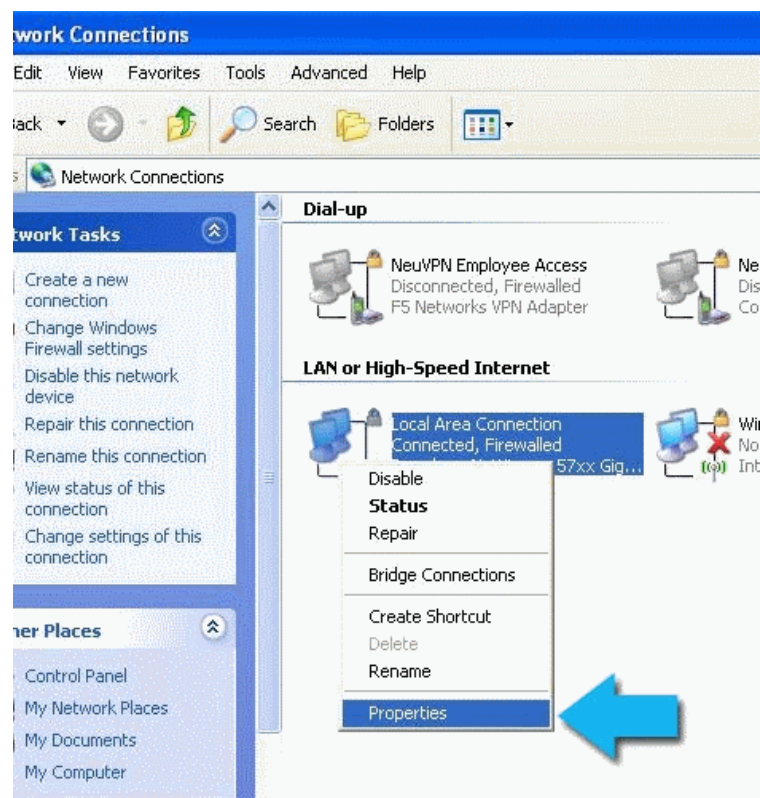 twork Connections
Edit View Favorites Tools Advanced Help
Back Search Folders
s Network Connections
twork Tasks
Create a new
connection
Change Windows
Firewall settings
Disable this network
device
Repair this connection
Rename this connection
View status of this
connection
Change settings of this
connection
her Places
Control Panel
My Network Places
My Documents
My Computer
Dial-up
NeuVPN Employee Access
Disconnected, Firewalled
F5 Networks VPN Adapter
Ne
Dis
Co
LAN or High-Speed Internet
Local Area Connection
Connected, Firewalled
57xx Gig...
Wir
No
Int
Disable
Status
Repair
Bridge Connections
Create Shortcut
Delete
Rename
Properties